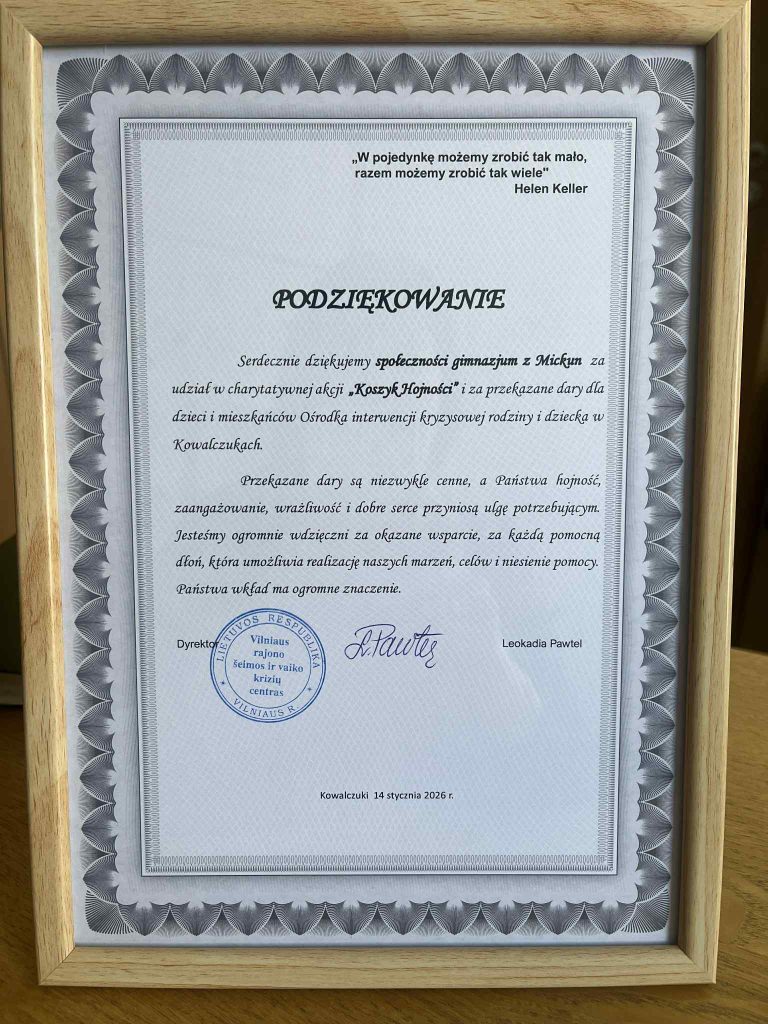 „W pojedynkę możemy zrobić tak mało,
razem możemy zrobić tak wiele"
Helen Keller
PODZIĘKOWANIE
Serdecznie dziękujemy społeczności gimnazjum z Mickun za
udział w charytatywnej akcji „Koszyk Hojności” i za przekazane dary dla
dzieci i mieszkańców Ośrodka interwencji kryzysowej rodziny i dziecka w
Kowalczukach.
Przekazane dary są niezwykle cenne, a Państwa hojność,
zaangażowanie, wrażliwość i dobre serce przyniosą ulgę potrzebującym.
Jesteśmy ogromnie wdzięczni za okazane wsparcie, za każdą pomocną
dłoń, która umożliwia realizację naszych marzeń, celów i niesienie pomocy.
Państwa wkład ma ogromne znaczenie.
Dyrektor
LIETUVOS RESPUBLIKA
Vilniaus
rajono
šeimos ir vaiko
krizių
centras
VILNIAUS R.
L.Pawtel
Leokadia Pawtel
Kowalczuki 14 stycznia 2026 r.